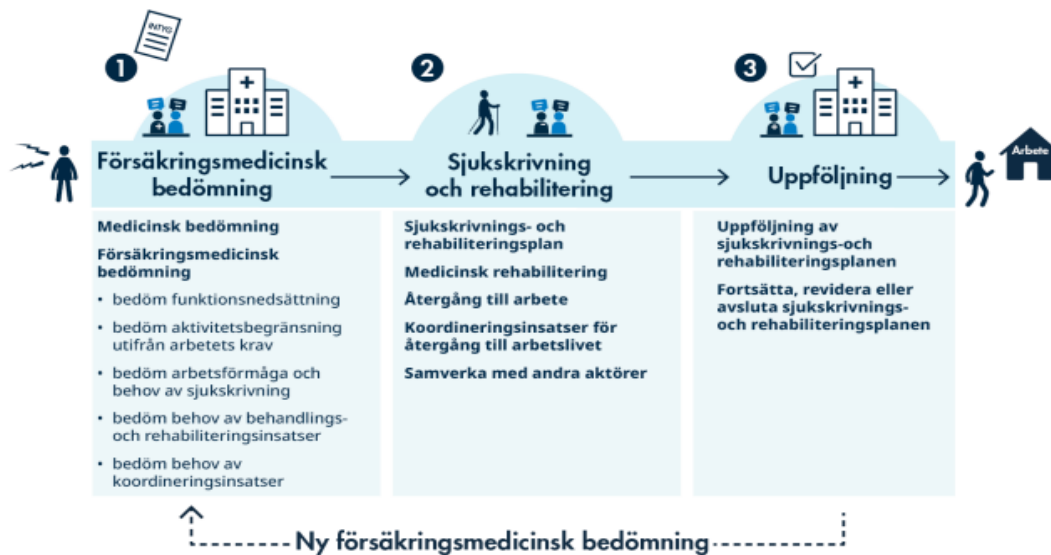 INTYG
1
2
3
Försäkringsmedicinsk
bedömning
Sjukskrivning
och rehabilitering
Uppföljning
Arbete
Medicinsk bedömning
Försäkringsmedicinsk
bedömning
• bedöm funktionsnedsättning
• bedöm aktivitetsbegränsning
utifrån arbetets krav
• bedöm arbetsförmåga och
behov av sjukskrivning
• bedöm behov av behandlings-
och rehabiliteringsinsatser
• bedöm behov av
koordineringsinsatser
Sjukskrivnings- och
rehabiliteringsplan
Medicinsk rehabilitering
Återgång till arbete
Koordineringsinsatser för
återgång till arbetslivet
Samverka med andra aktörer
Uppföljning av
sjukskrivnings-och
rehabiliteringsplanen
Fortsätta, revidera eller
avsluta sjukskrivnings-
och rehabiliteringsplanen
Ny försäkringsmedicinsk bedömning